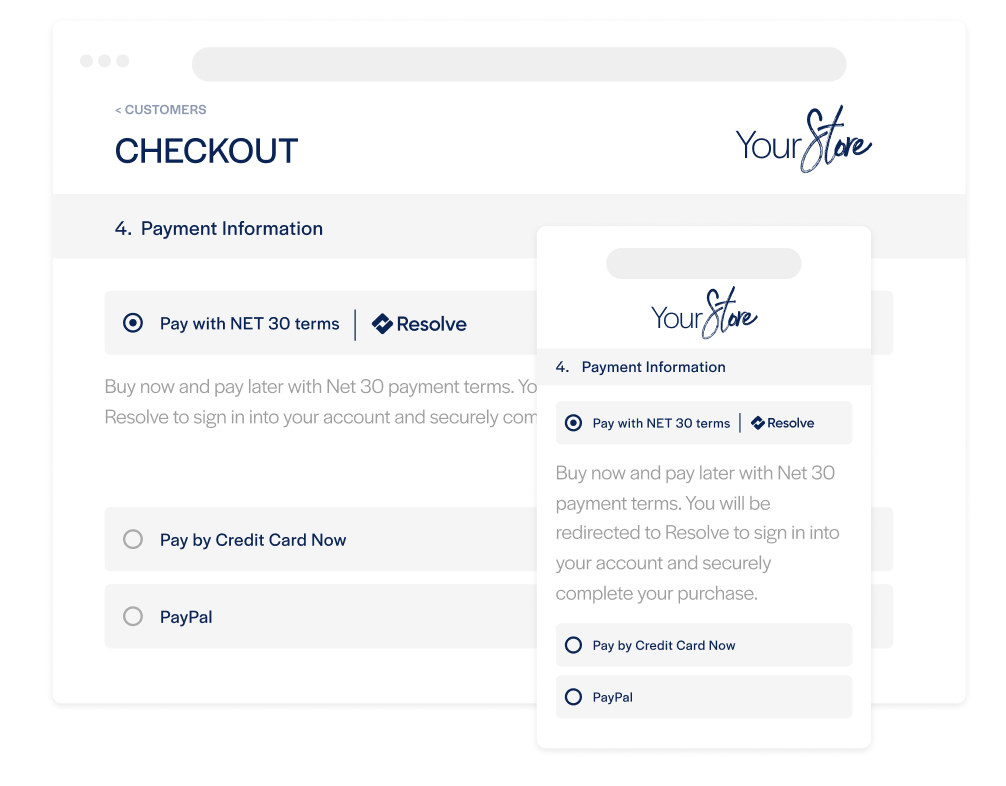 < CUSTOMERS
CHECKOUT
YourStore
4. Payment Information
Pay with NET 30 terms | Resolve
Buy now and pay later with Net 30 payment terms. Yo
Resolve to sign in into your account and securely com
Pay by Credit Card Now
PayPal
YourStore
4. Payment Information
Pay with NET 30 terms | Resolve
Buy now and pay later with Net 30
payment terms. You will be
redirected to Resolve to sign in into
your account and securely
complete your purchase.
Pay by Credit Card Now
PayPal